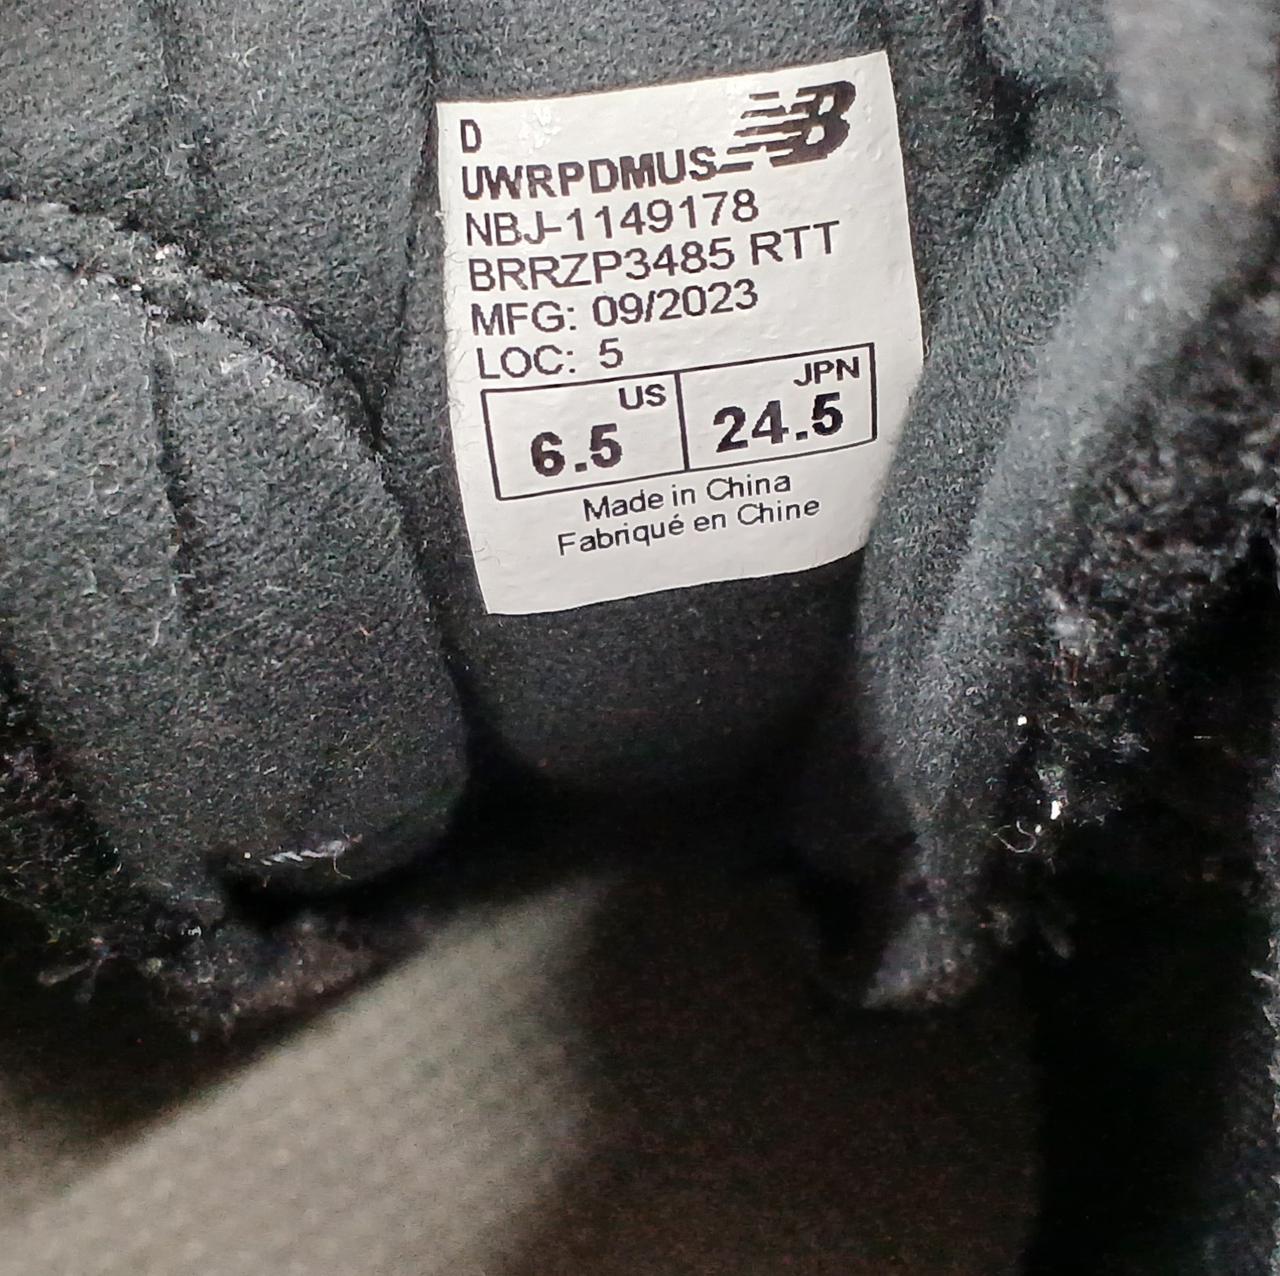 D
NB
UWRPDMUS
NBJ-1149178
BRRZP3485 RTT
MFG: 09/2023
LOC: 5
US JPN
6.5 24.5
Made in China
Fabriqué en Chine